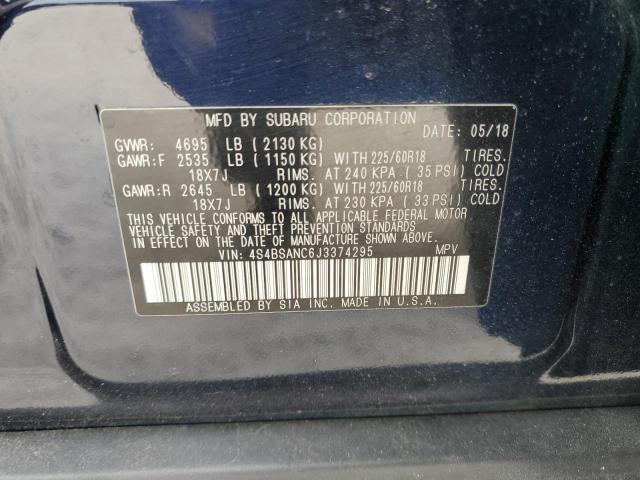 MFD BY SUBARU CORPORATION
DATE: 05/18
GVWR: 4695 LB ( 2130 KG)
GAWR:F 2535 LB ( 1150 KG) WITH 225/60R18 TIRES.
18X7J RIMS. AT 240 KPA ( 35 PSI) COLD
GAWR:R 2645 LB ( 1200 KG) WITH 225/60R18 TIRES.
18X7J RIMS. AT 230 KPA ( 33 PSI) COLD
THIS VEHICLE CONFORMS TO ALL APPLICABLE FEDERAL MOTOR
VEHICLE SAFETY AND THEFT PREVENTION STANDARDS
IN EFFECT ON THE DATE OF MANUFACTURE SHOWN ABOVE.
VIN: 4S4BSANC6J3374295 MPV
ASSEMBLED BY SIA INC. MADE IN U.S.A.